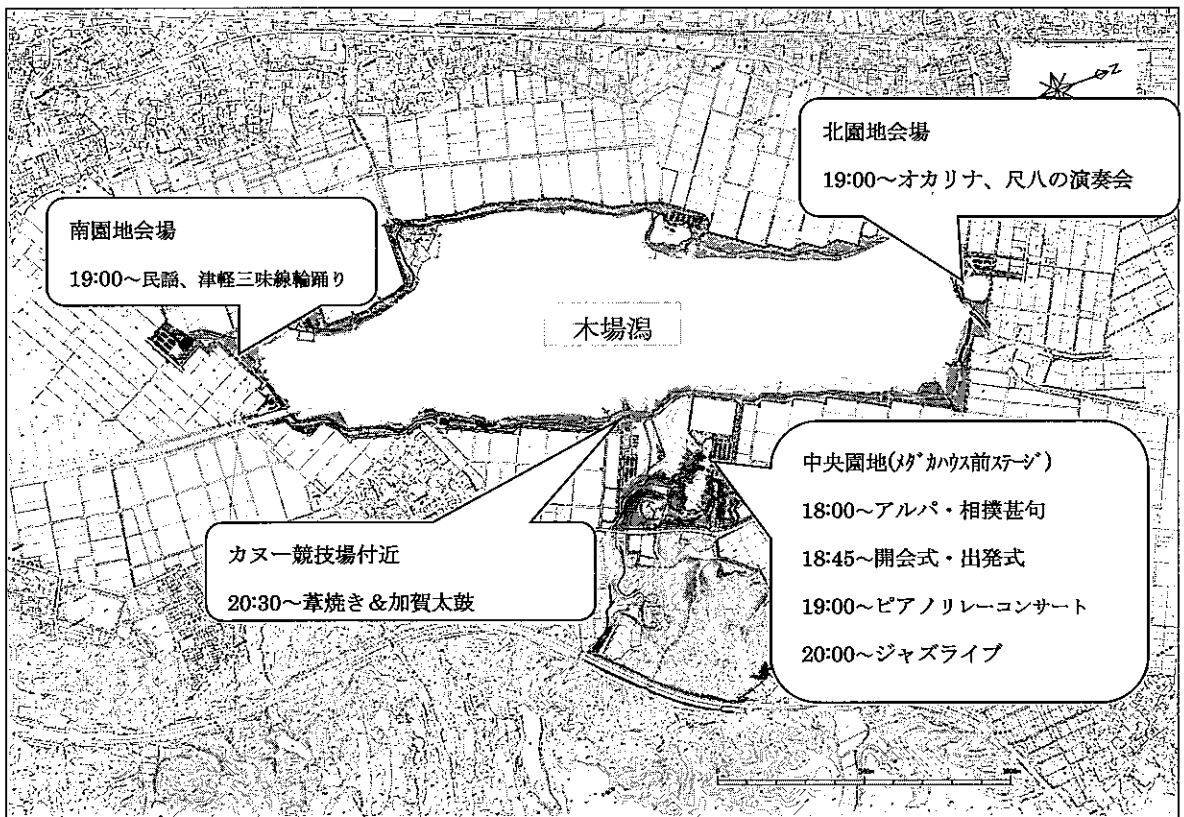 N
北園地会場
19:00～オカリナ、尺八の演奏会
南園地会場
19:00～民謡、津軽三味線輪踊り
木場潟
カヌー競技場付近
20:30～葦焼き＆加賀太鼓
中央園地(ﾒﾀﾞｶﾊｳｽ前ｽﾃｰｼﾞ)
18:00～アルパ・相撲甚句
18:45～開会式・出発式
19:00～ピアノリレーコンサート
20:00～ジャズライブ